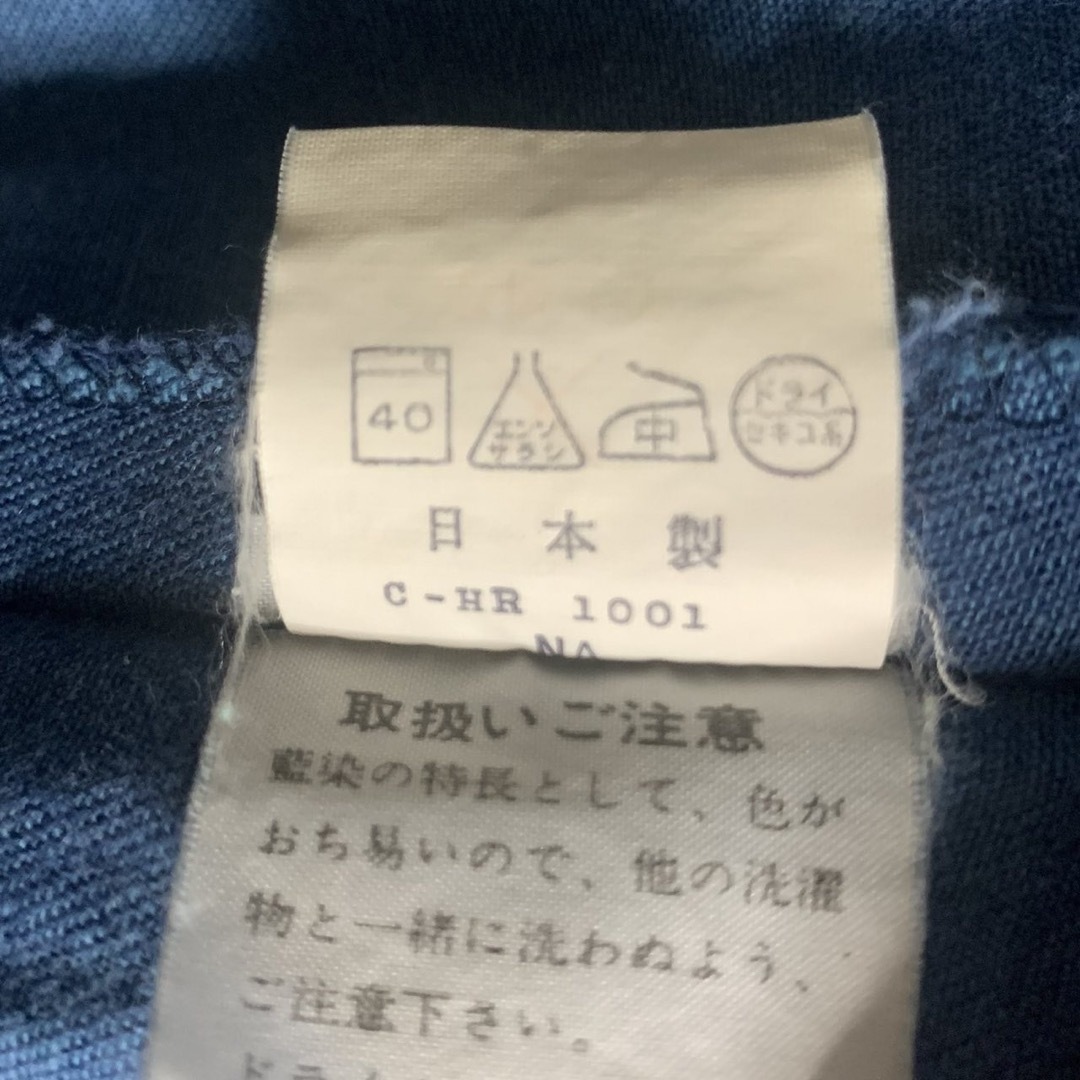 40
エンソ
サラシ
中
ドライ
セキユ系
日本製
C-HR 1001
NA
取扱いご注意
藍染の特長として、色が
おち易いので、他の洗濯
物と一緒に洗わぬよう、
ご注意下さい。